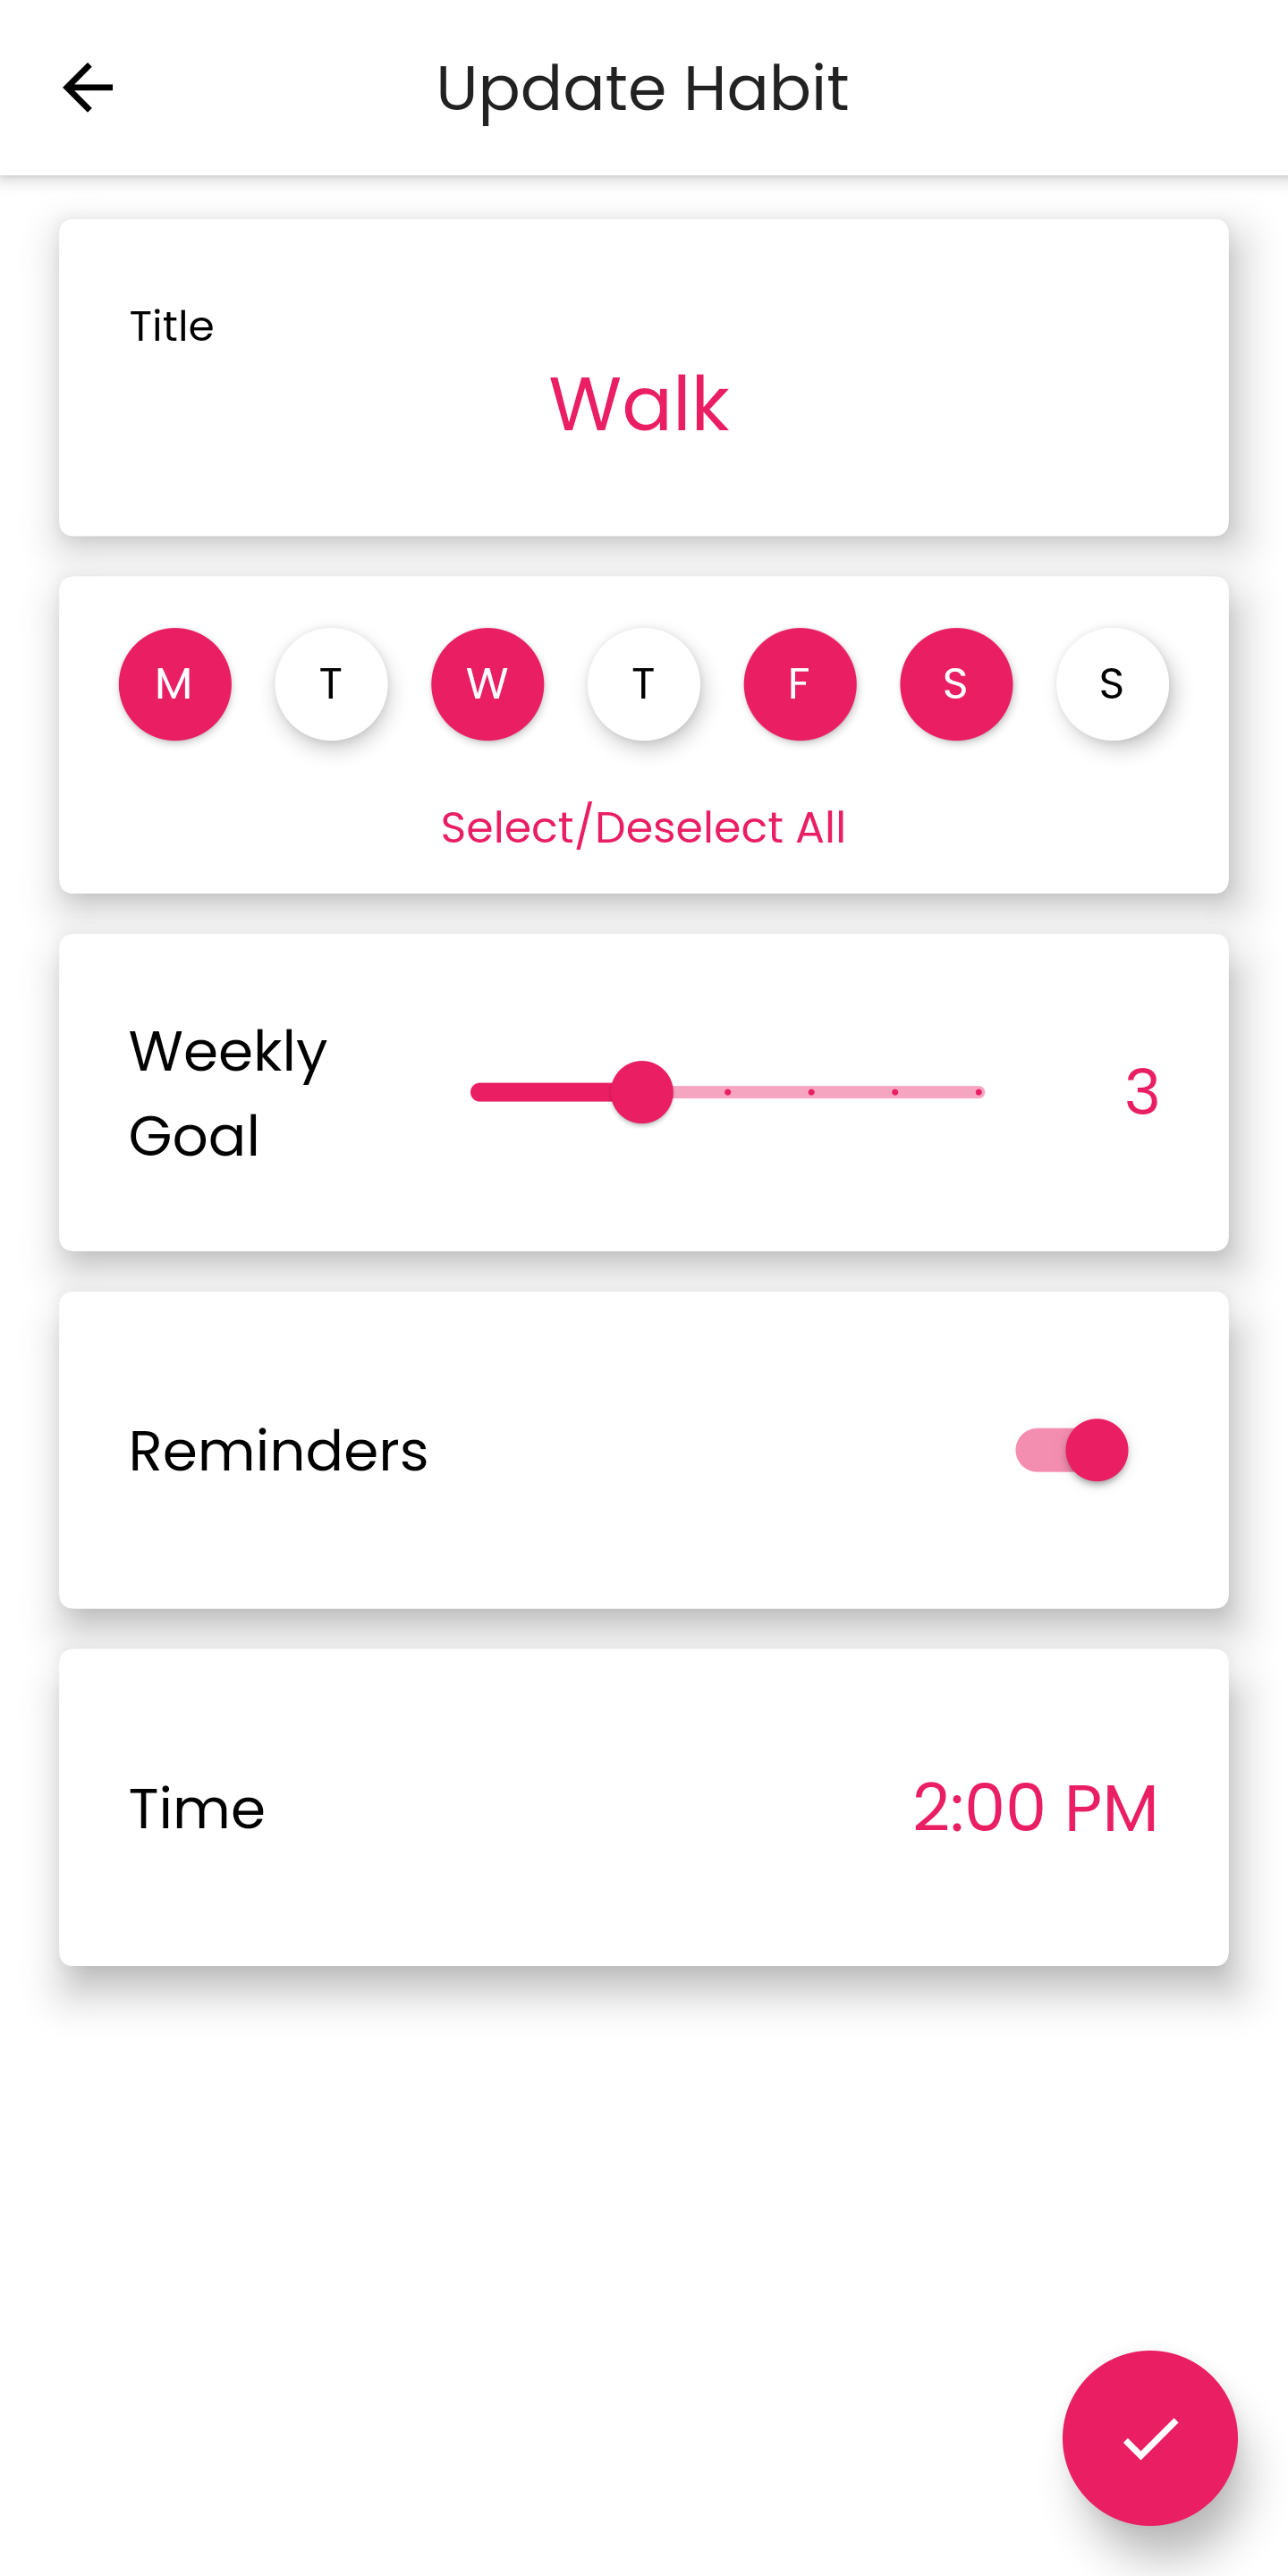 Update Habit
Title
Walk
M T W T F S S
Select/Deselect All
Weekly
Goal
3
Reminders
Time
2:00 PM